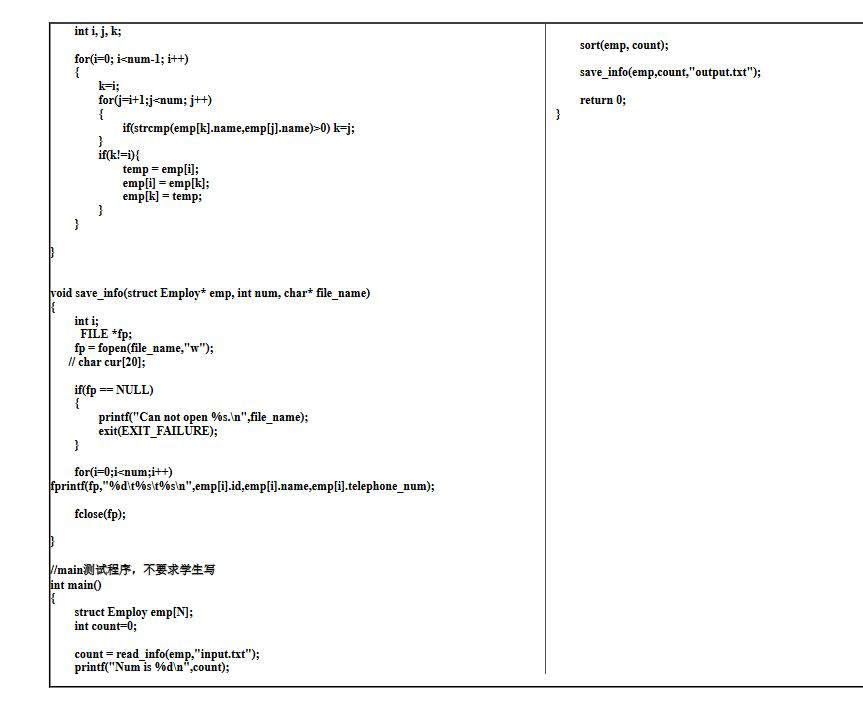 int i, j, k;
for(i=0; i<num-1; i++)
{
k=i;
for(j=i+1;j<num; j++)
{
if(strcmp(emp[k].name,emp[j].name)>0) k=j;
}
if(k!=i){
temp = emp[i];
emp[i] = emp[k];
emp[k] = temp;
}
}
}
void save_info(struct Employ* emp, int num, char* file_name)
{
int i;
FILE *fp;
fp = fopen(file_name,"w");
// char cur[20];
if(fp == NULL)
{
printf("Can not open %s.\n",file_name);
exit(EXIT_FAILURE);
}
for(i=0;i<num;i++)
fprintf(fp,"%d\t%s\t%s\n",emp[i].id,emp[i].name,emp[i].telephone_num);
fclose(fp);
}
//main测试程序，不要求学生写
int main()
{
struct Employ emp[N];
int count=0;
count = read_info(emp,"input.txt");
printf("Num is %d\n",count);
sort(emp, count);
save_info(emp,count,"output.txt");
return 0;
}